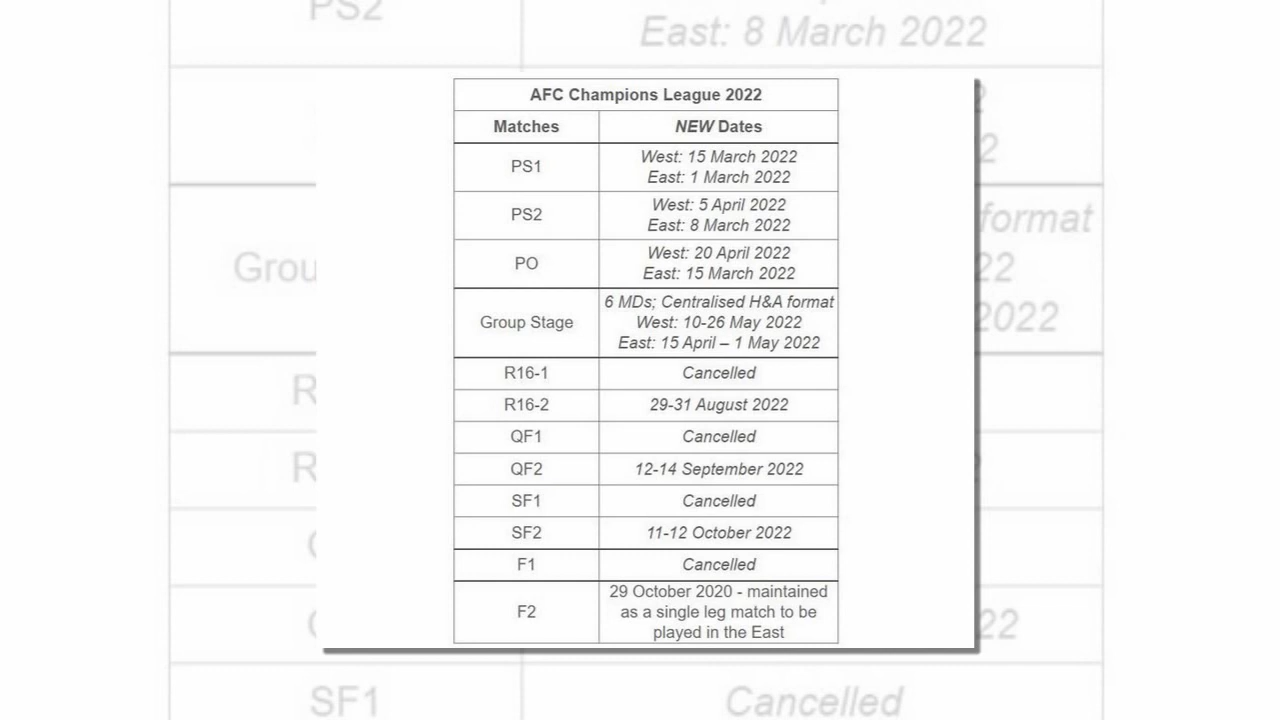 PS2
East: 8 March 2022
AFC Champions League 2022
Matches
NEW Dates
PS1
West: 15 March 2022
East: 1 March 2022
PS2
West: 5 April 2022
East: 8 March 2022
PO
West: 20 April 2022
East: 15 March 2022
Group Stage
6 MDs; Centralised H&A format
West: 10-26 May 2022
East: 15 April – 1 May 2022
R16-1
Cancelled
R16-2
29-31 August 2022
QF1
Cancelled
QF2
12-14 September 2022
SF1
Cancelled
SF2
11-12 October 2022
F1
Cancelled
F2
29 October 2020 - maintained
as a single leg match to be
played in the East
format
2022
SF1
Cancelled